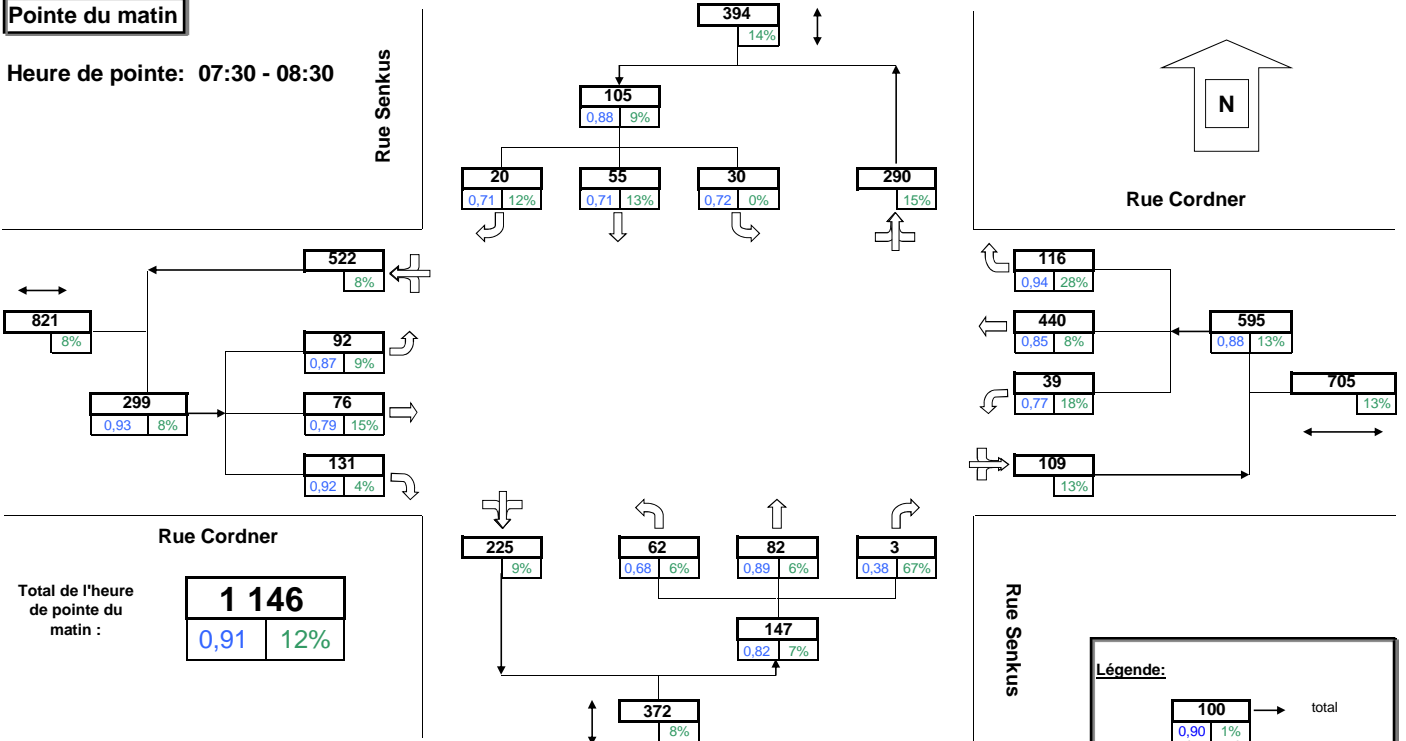 Pointe du matin
Heure de pointe: 07:30 - 08:30
Rue Senkus
394
14%
105
0,88 9%
20 55 30 290
0,71 12% 0,71 13% 0,72 0% 15%
N
Rue Cordner
522
8%
821
8%
92
0,87 9%
299
0,93 8%
76
0,79 15%
131
0,92 4%
116
0,94 28%
440
0,85 8%
595
0,88 13%
39
0,77 18%
705
13%
109
13%
Rue Cordner
225 62 82 3
9% 0,68 6% 0,89 6% 0,38 67%
147
0,82 7%
372
8%
Total de l'heure
de pointe du
matin :
1 146
0,91 12%
Rue Senkus
Légende:
100 total
0,90 1%